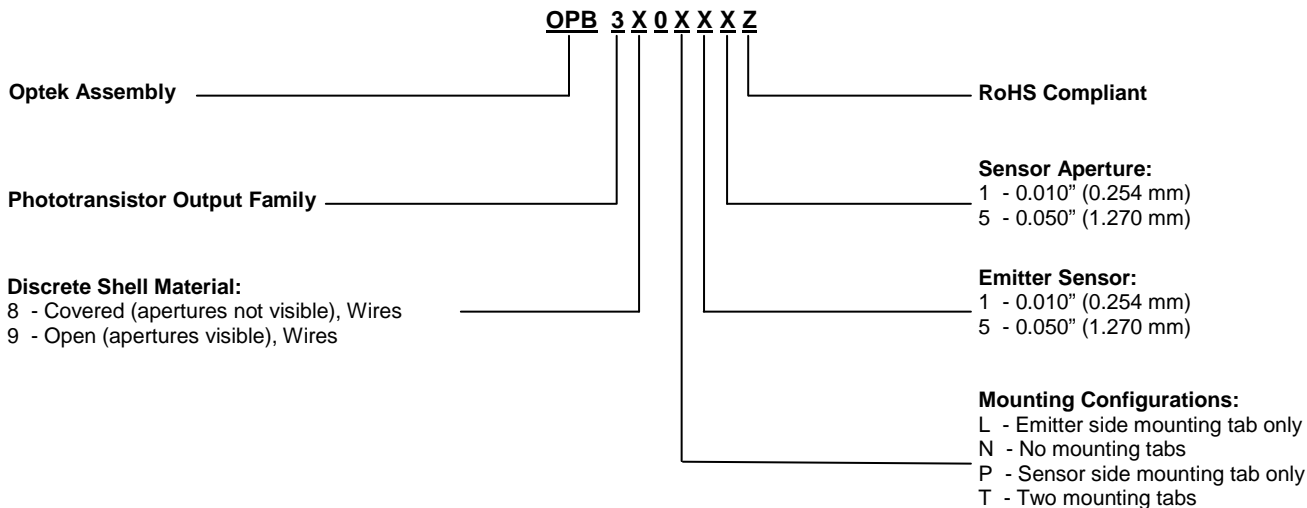 OPB 3 X 0 X X X Z
Optek Assembly
RoHS Compliant
Phototransistor Output Family
Sensor Aperture:
1 - 0.010” (0.254 mm)
5 - 0.050” (1.270 mm)
Discrete Shell Material:
8 - Covered (apertures not visible), Wires
9 - Open (apertures visible), Wires
Emitter Sensor:
1 - 0.010” (0.254 mm)
5 - 0.050” (1.270 mm)
Mounting Configurations:
L - Emitter side mounting tab only
N - No mounting tabs
P - Sensor side mounting tab only
T - Two mounting tabs